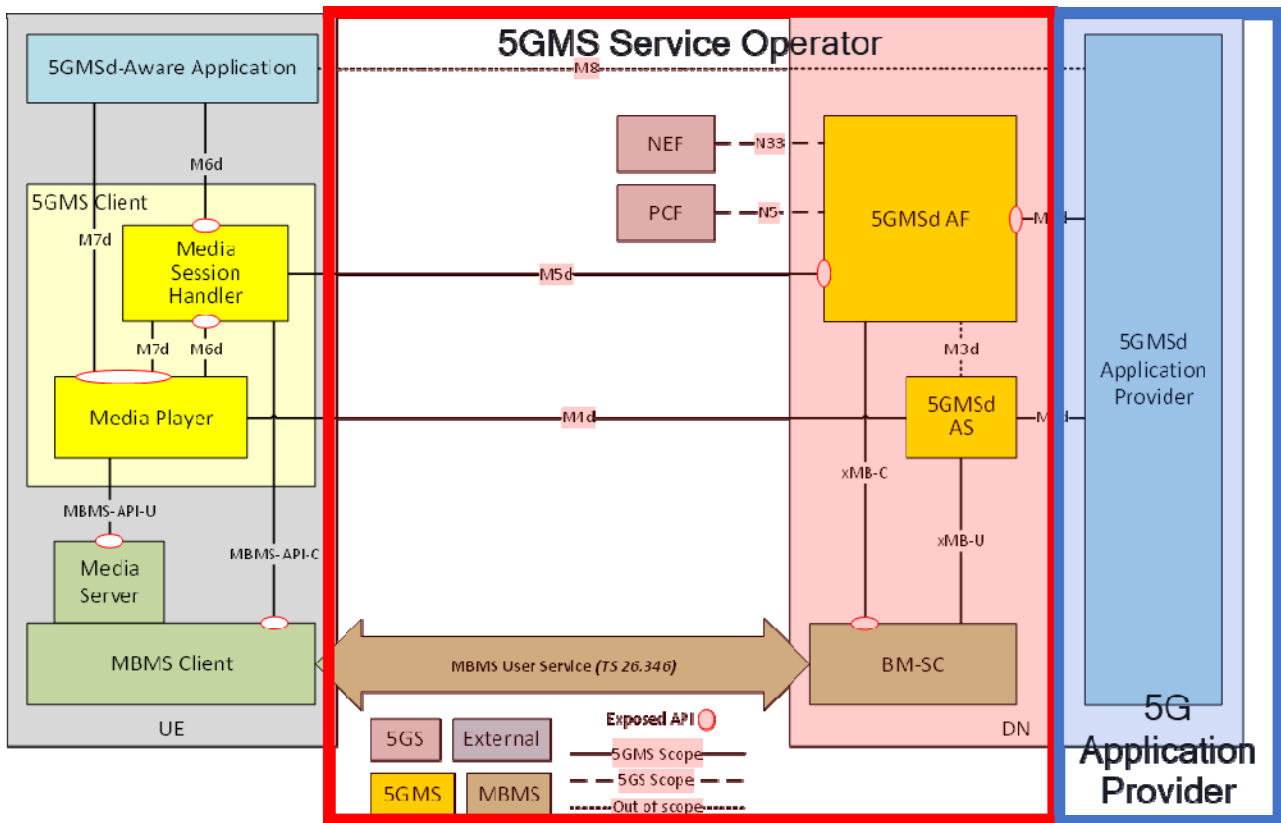 5GMS Service Operator
5GMSd-Aware Application
M8
NEF
N33
M6d
5GMS Client
PCF
N5
5GMSd AF
M7d
Media
Session
Handler
M5d
M7d
M6d
M3d
5GMSd
Application
Provider
Media Player
M4d
5GMSd
AS
xMB-C
MBMS-API-U
xMB-U
MBMS-API-C
Media
Server
MBMS Client
MBMS User Service (TS 26.346)
BM-SC
UE
5GS
External
Exposed API
DN
5G
Application
Provider
5GMS Scope
5GS Scope
5GMS
MBMS
Out of scope